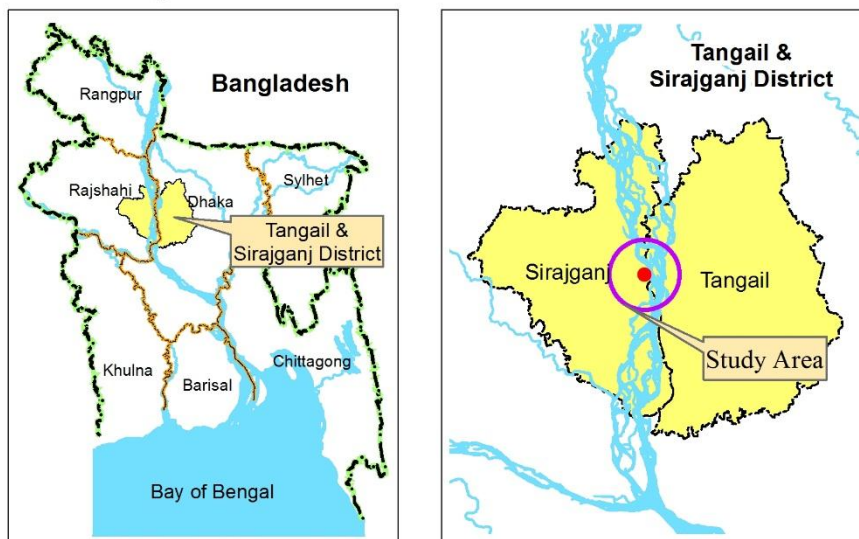 Bangladesh
Rangpur
Rajshahi
Dhaka
Sylhet
Tangail &
Sirajganj District
Khulna
Barisal
Chittagong
Bay of Bengal
Tangail &
Sirajganj District
Sirajganj
Tangail
Study Area